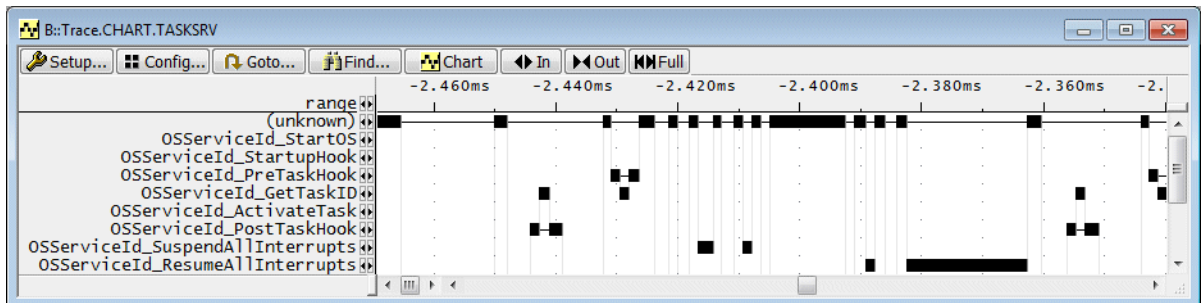 B::Trace.CHART.TASKSRV
Setup... Config... Goto... Find... Chart In Out Full
-2.460ms -2.440ms -2.420ms -2.400ms -2.380ms -2.360ms -2.
range
(unknown)
OSServiceId_StartOS
OSServiceId_StartupHook
OSServiceId_PreTaskHook
OSServiceId_GetTaskID
OSServiceId_ActivateTask
OSServiceId_PostTaskHook
OSServiceId_SuspendAllInterrupts
OSServiceId_ResumeAllInterrupts